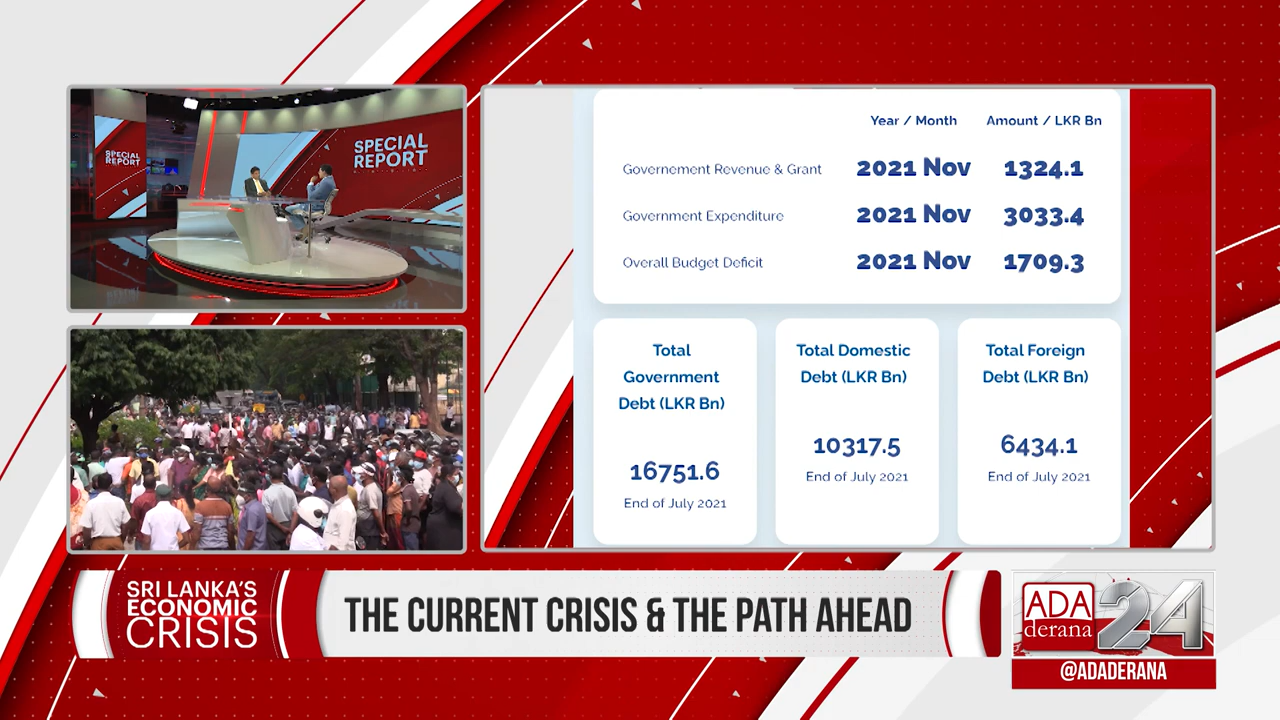 SPECIAL
REPORT
SPECIAL
REPORT
Year / Month Amount / LKR Bn
Governement Revenue & Grant 2021 Nov 1324.1
Government Expenditure 2021 Nov 3033.4
Overall Budget Deficit 2021 Nov 1709.3
Total
Government
Debt (LKR Bn)
16751.6
End of July 2021
Total Domestic
Debt (LKR Bn)
10317.5
End of July 2021
Total Foreign
Debt (LKR Bn)
6434.1
End of July 2021
SRI LANKA'S
ECONOMIC
CRISIS
THE CURRENT CRISIS & THE PATH AHEAD
ADA
derana
24
@ADADERANA